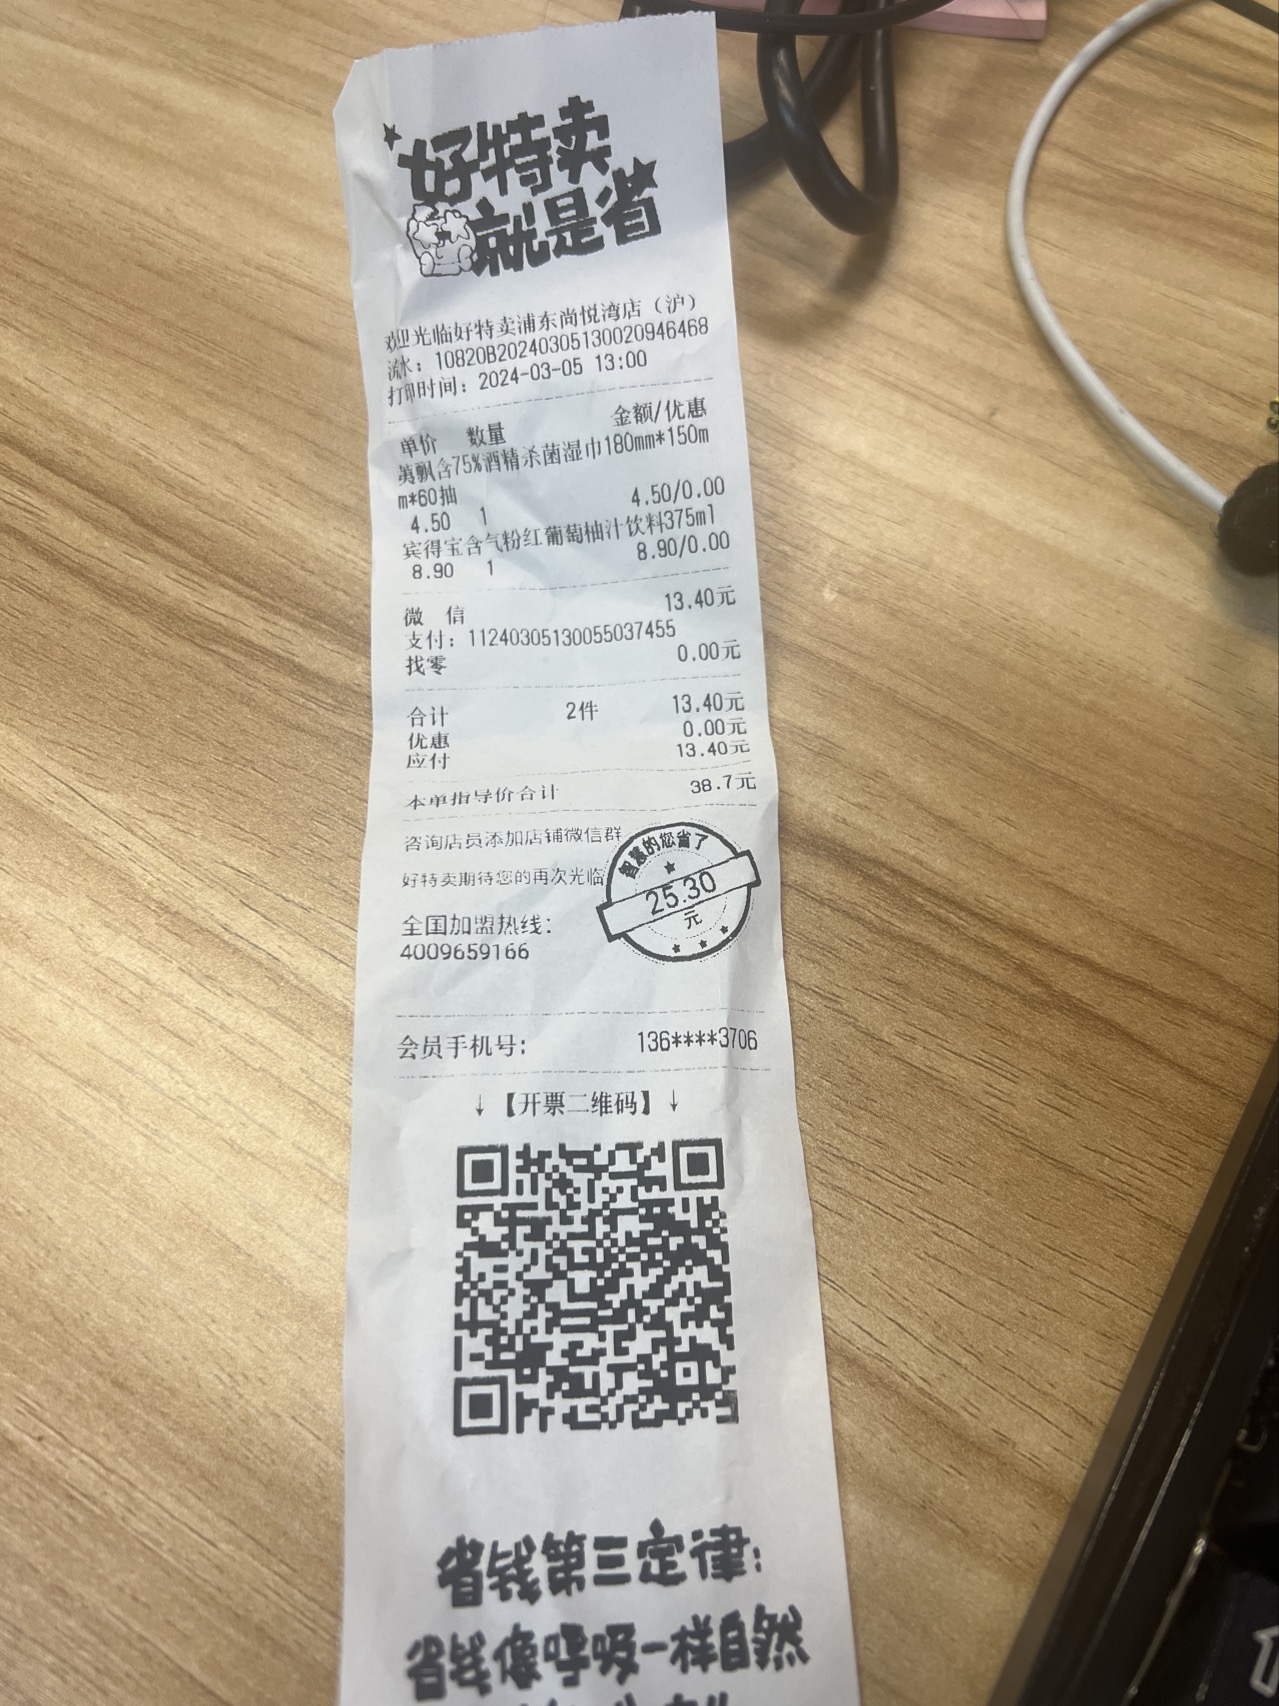 好特卖
就是省
欢迎光临好特卖浦东尚悦湾店（沪）
流水：10820B20240305130020946468
打印时间：2024-03-05 13:00
单价 数量 金额/优惠
英飘含75%酒精杀菌湿巾180mm*150m
m*60抽
4.50 1 4.50/0.00
宾得宝含气粉红葡萄柚汁饮料375ml
8.90 1 8.90/0.00
微 信 13.40元
支付：11240305130055037455
找零 0.00元
合计 2件 13.40元
优惠 0.00元
应付 13.40元
本单指导价合计 38.7元
咨询店员添加店铺微信群
好特卖期待您的再次光临
智慧的您省了
25.30
元
全国加盟热线：
4009659166
会员手机号： 136****3706
↓【开票二维码】↓
省钱第三定律：
省钱像呼吸一样自然